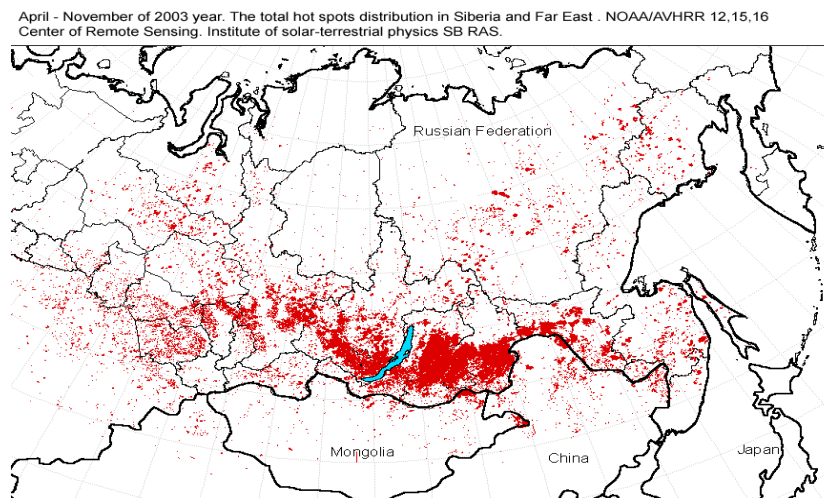 April - November of 2003 year. The total hot spots distribution in Siberia and Far East . NOAA/AVHRR 12,15,16
Center of Remote Sensing. Institute of solar-terrestrial physics SB RAS.
Russian Federation
Mongolia
China
Japan